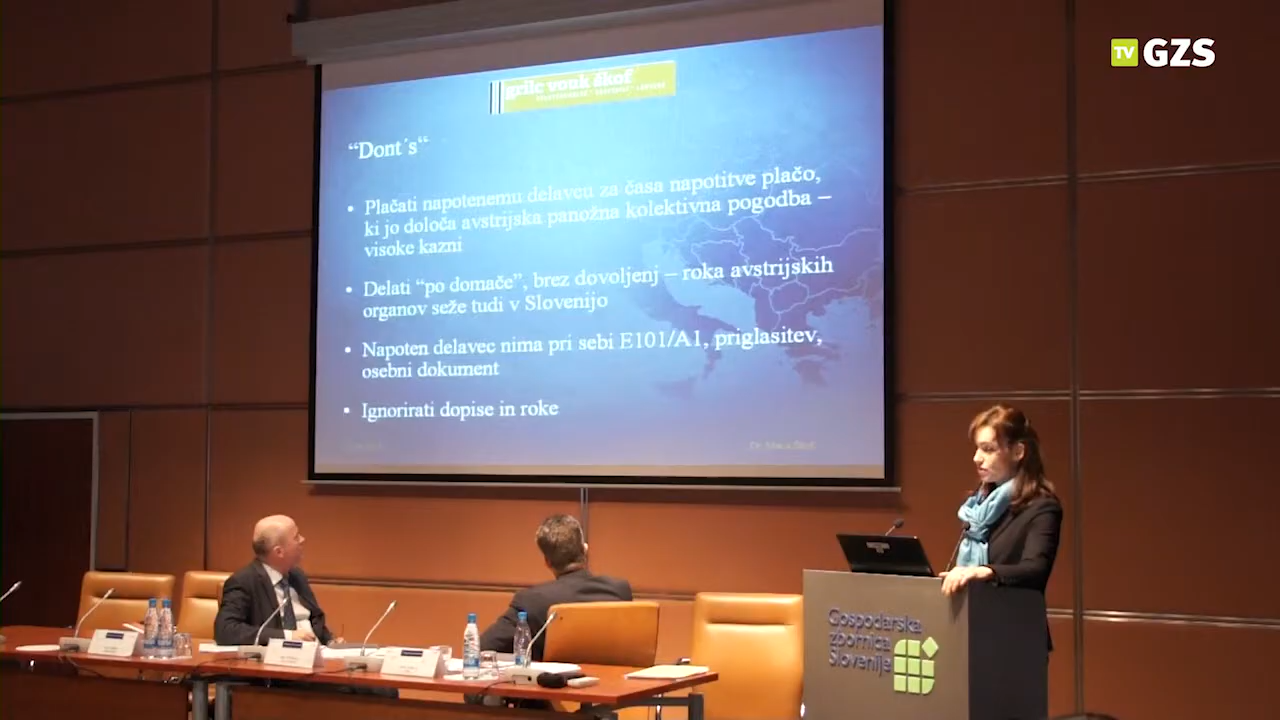 TV GZS
grilc vouk škof
“Dont´s“
• Plačati napotenemu delavcu za časa napotitve plačo,
ki jo določa avstrijska panožna kolektivna pogodba –
visoke kazni
• Delati “po domače”, brez dovoljenj – roka avstrijskih
organov seže tudi v Slovenijo
• Napoten delavec nima pri sebi E101/A1, priglasitev,
osebni dokument
• Ignorirati dopise in roke
Gospodarska
zbornica
Slovenije